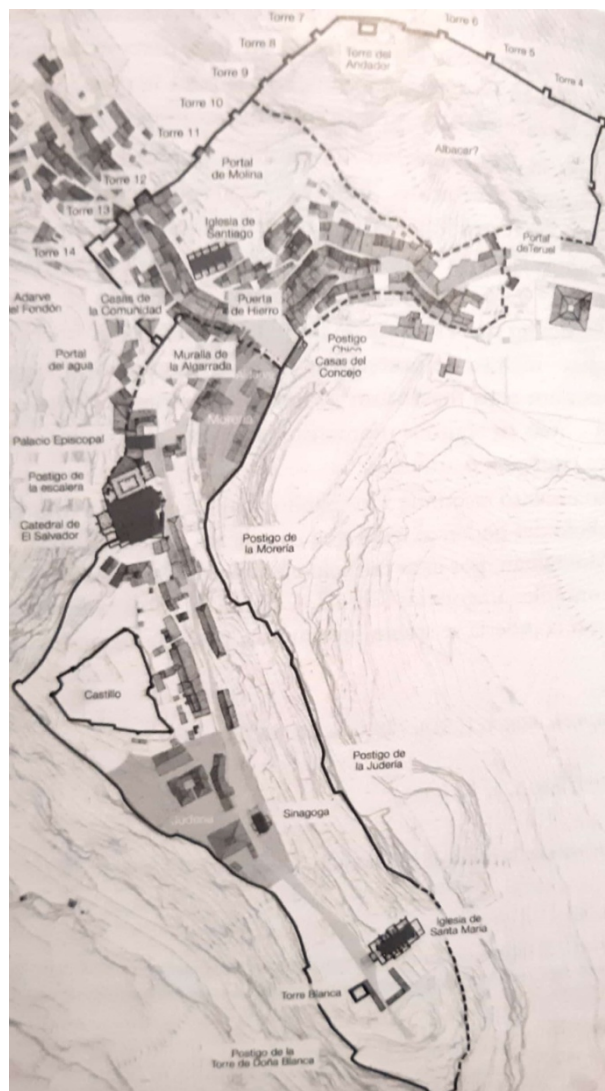 Torre 7
Torre 6
Torre 8
Torre del
Andador
Torre 5
Torre 9
Torre 4
Torre 10
Torre 11
Albacar?
Portal
de Molina
Torre 12
Torre 13
Iglesia de
Santiago
Portal
de Teruel
Torre 14
Adarve
el Fondón
Casas de
la Comunidad
Puerta
de Hierro
Postigo
Chico
Portal
del agua
Muralla de
la Algarrada
Casas del
Concejo
Morería
Palacio Episcopal
Postigo de
la escalera
Catedral de
El Salvador
Postigo de
la Morería
Castillo
Postigo de
la Judería
Judería
Sinagoga
Iglesia de
Santa María
Torre Blanca
Postigo de la
Torre de Doña Blanca